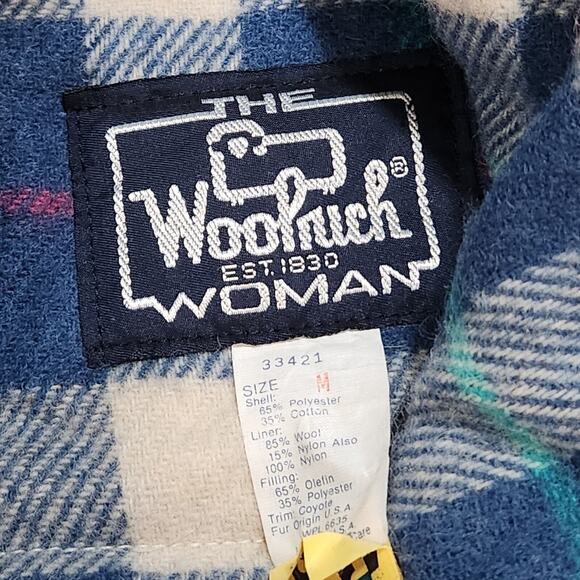 THE
Woolrich®
EST. 1830
WOMAN
33421
SIZE M
Shell:
65% Polyester
35% Cotton
Liner:
85% Wool
15% Nylon Also
100% Nylon
Filling:
65% Olefin
35% Polyester
Trim: Coyote
Fur Origin U.S.A.
WPL 6635
Care